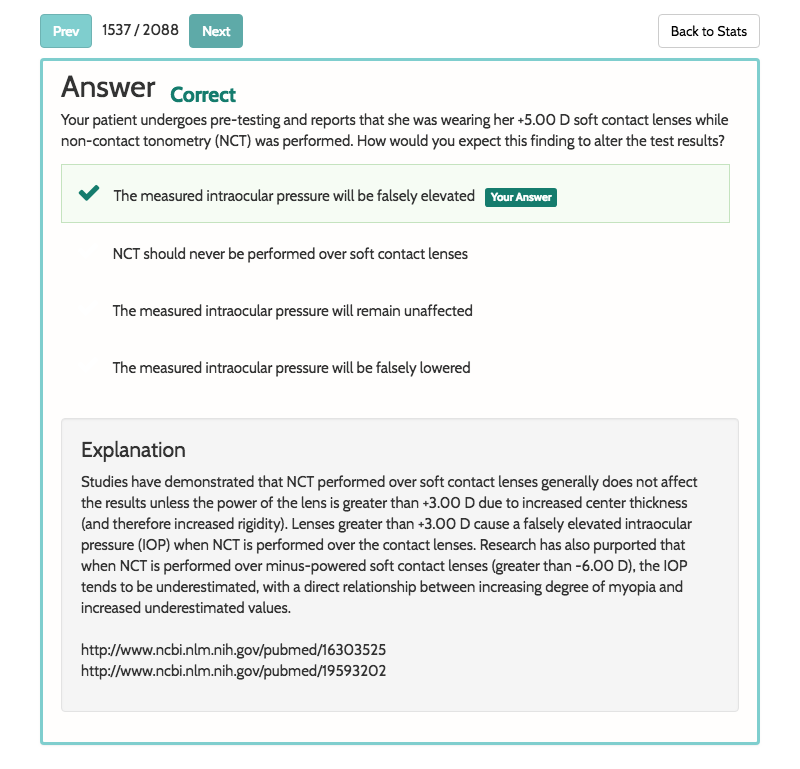 Prev 1537 / 2088 Next Back to Stats
Answer Correct
Your patient undergoes pre-testing and reports that she was wearing her +5.00 D soft contact lenses while
non-contact tonometry (NCT) was performed. How would you expect this finding to alter the test results?
The measured intraocular pressure will be falsely elevated Your Answer
NCT should never be performed over soft contact lenses
The measured intraocular pressure will remain unaffected
The measured intraocular pressure will be falsely lowered
Explanation
Studies have demonstrated that NCT performed over soft contact lenses generally does not affect
the results unless the power of the lens is greater than +3.00 D due to increased center thickness
(and therefore increased rigidity). Lenses greater than +3.00 D cause a falsely elevated intraocular
pressure (IOP) when NCT is performed over the contact lenses. Research has also purported that
when NCT is performed over minus-powered soft contact lenses (greater than -6.00 D), the IOP
tends to be underestimated, with a direct relationship between increasing degree of myopia and
increased underestimated values.
http://www.ncbi.nlm.nih.gov/pubmed/16303525
http://www.ncbi.nlm.nih.gov/pubmed/19593202